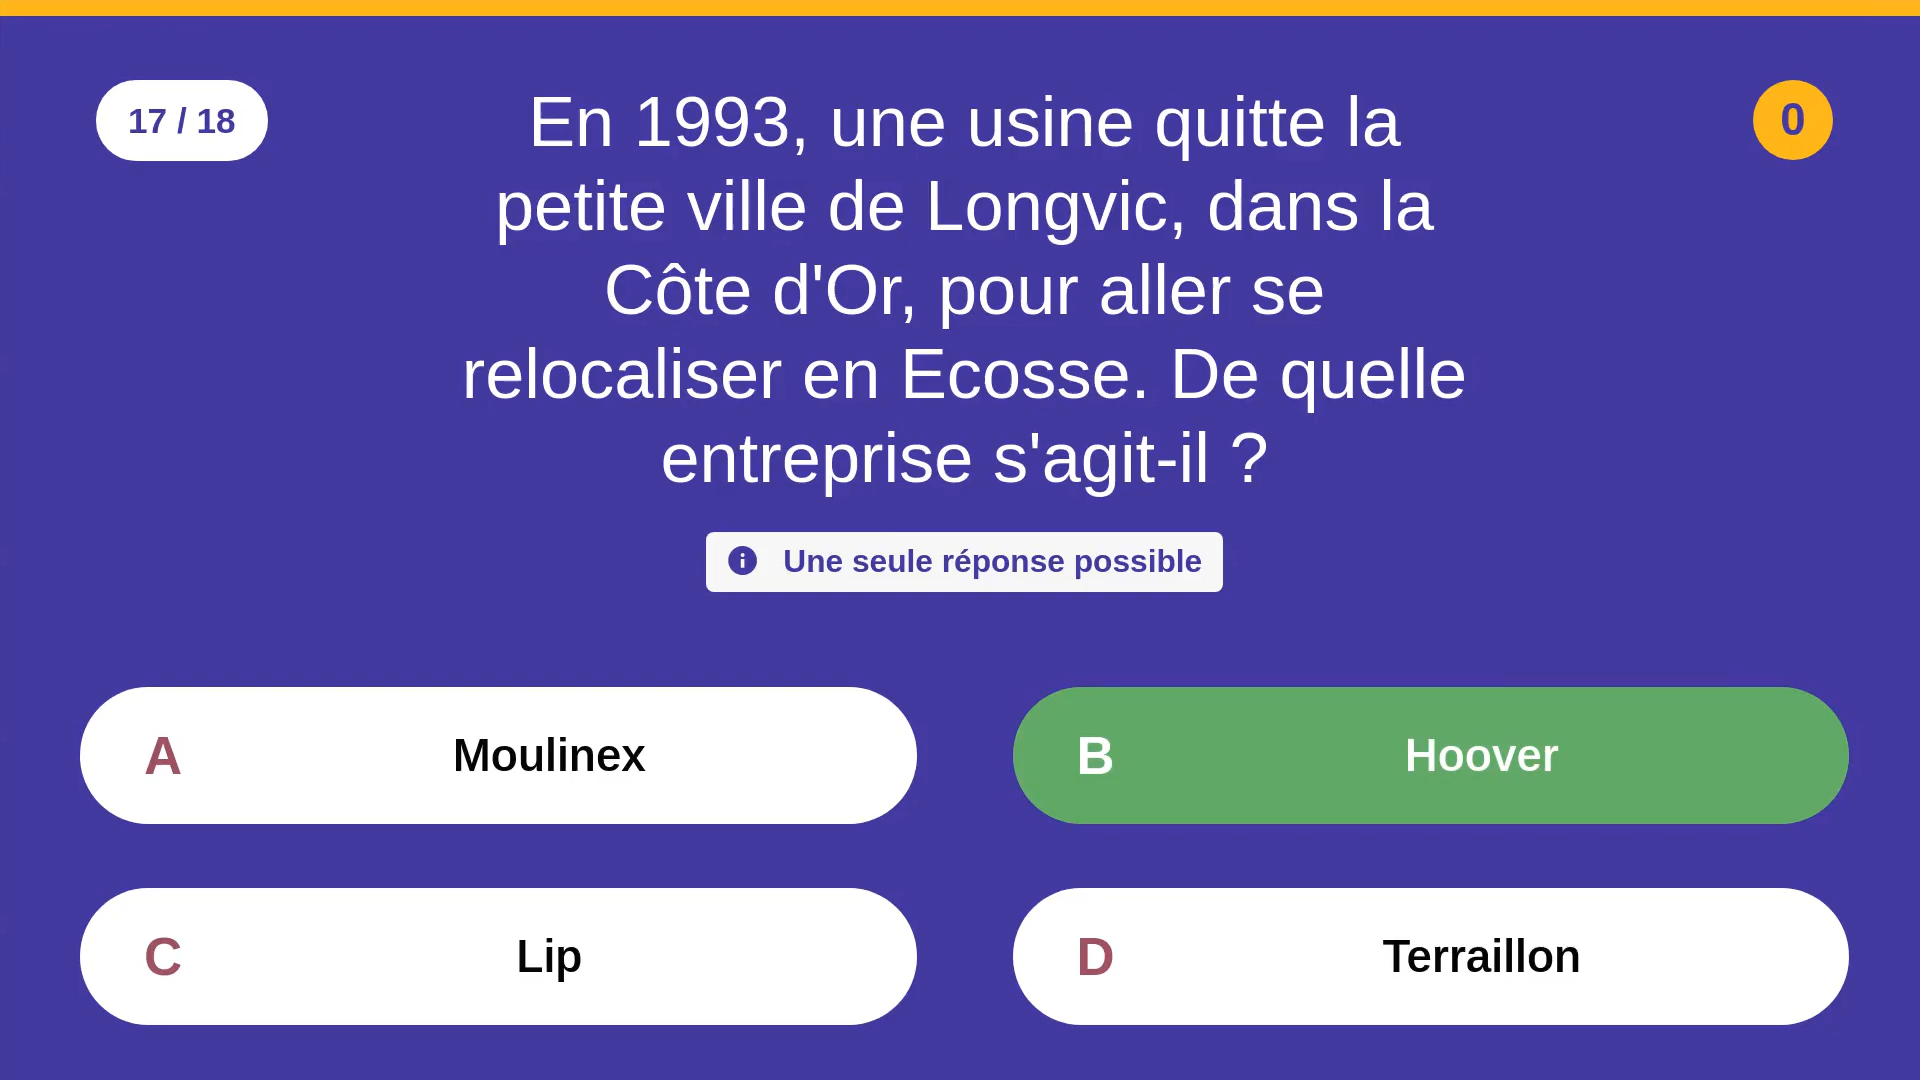 17 / 18
En 1993, une usine quitte la
petite ville de Longvic, dans la
Côte d'Or, pour aller se
relocaliser en Ecosse. De quelle
entreprise s'agit-il ?
0
Une seule réponse possible
A Moulinex
B Hoover
C Lip
D Terraillon